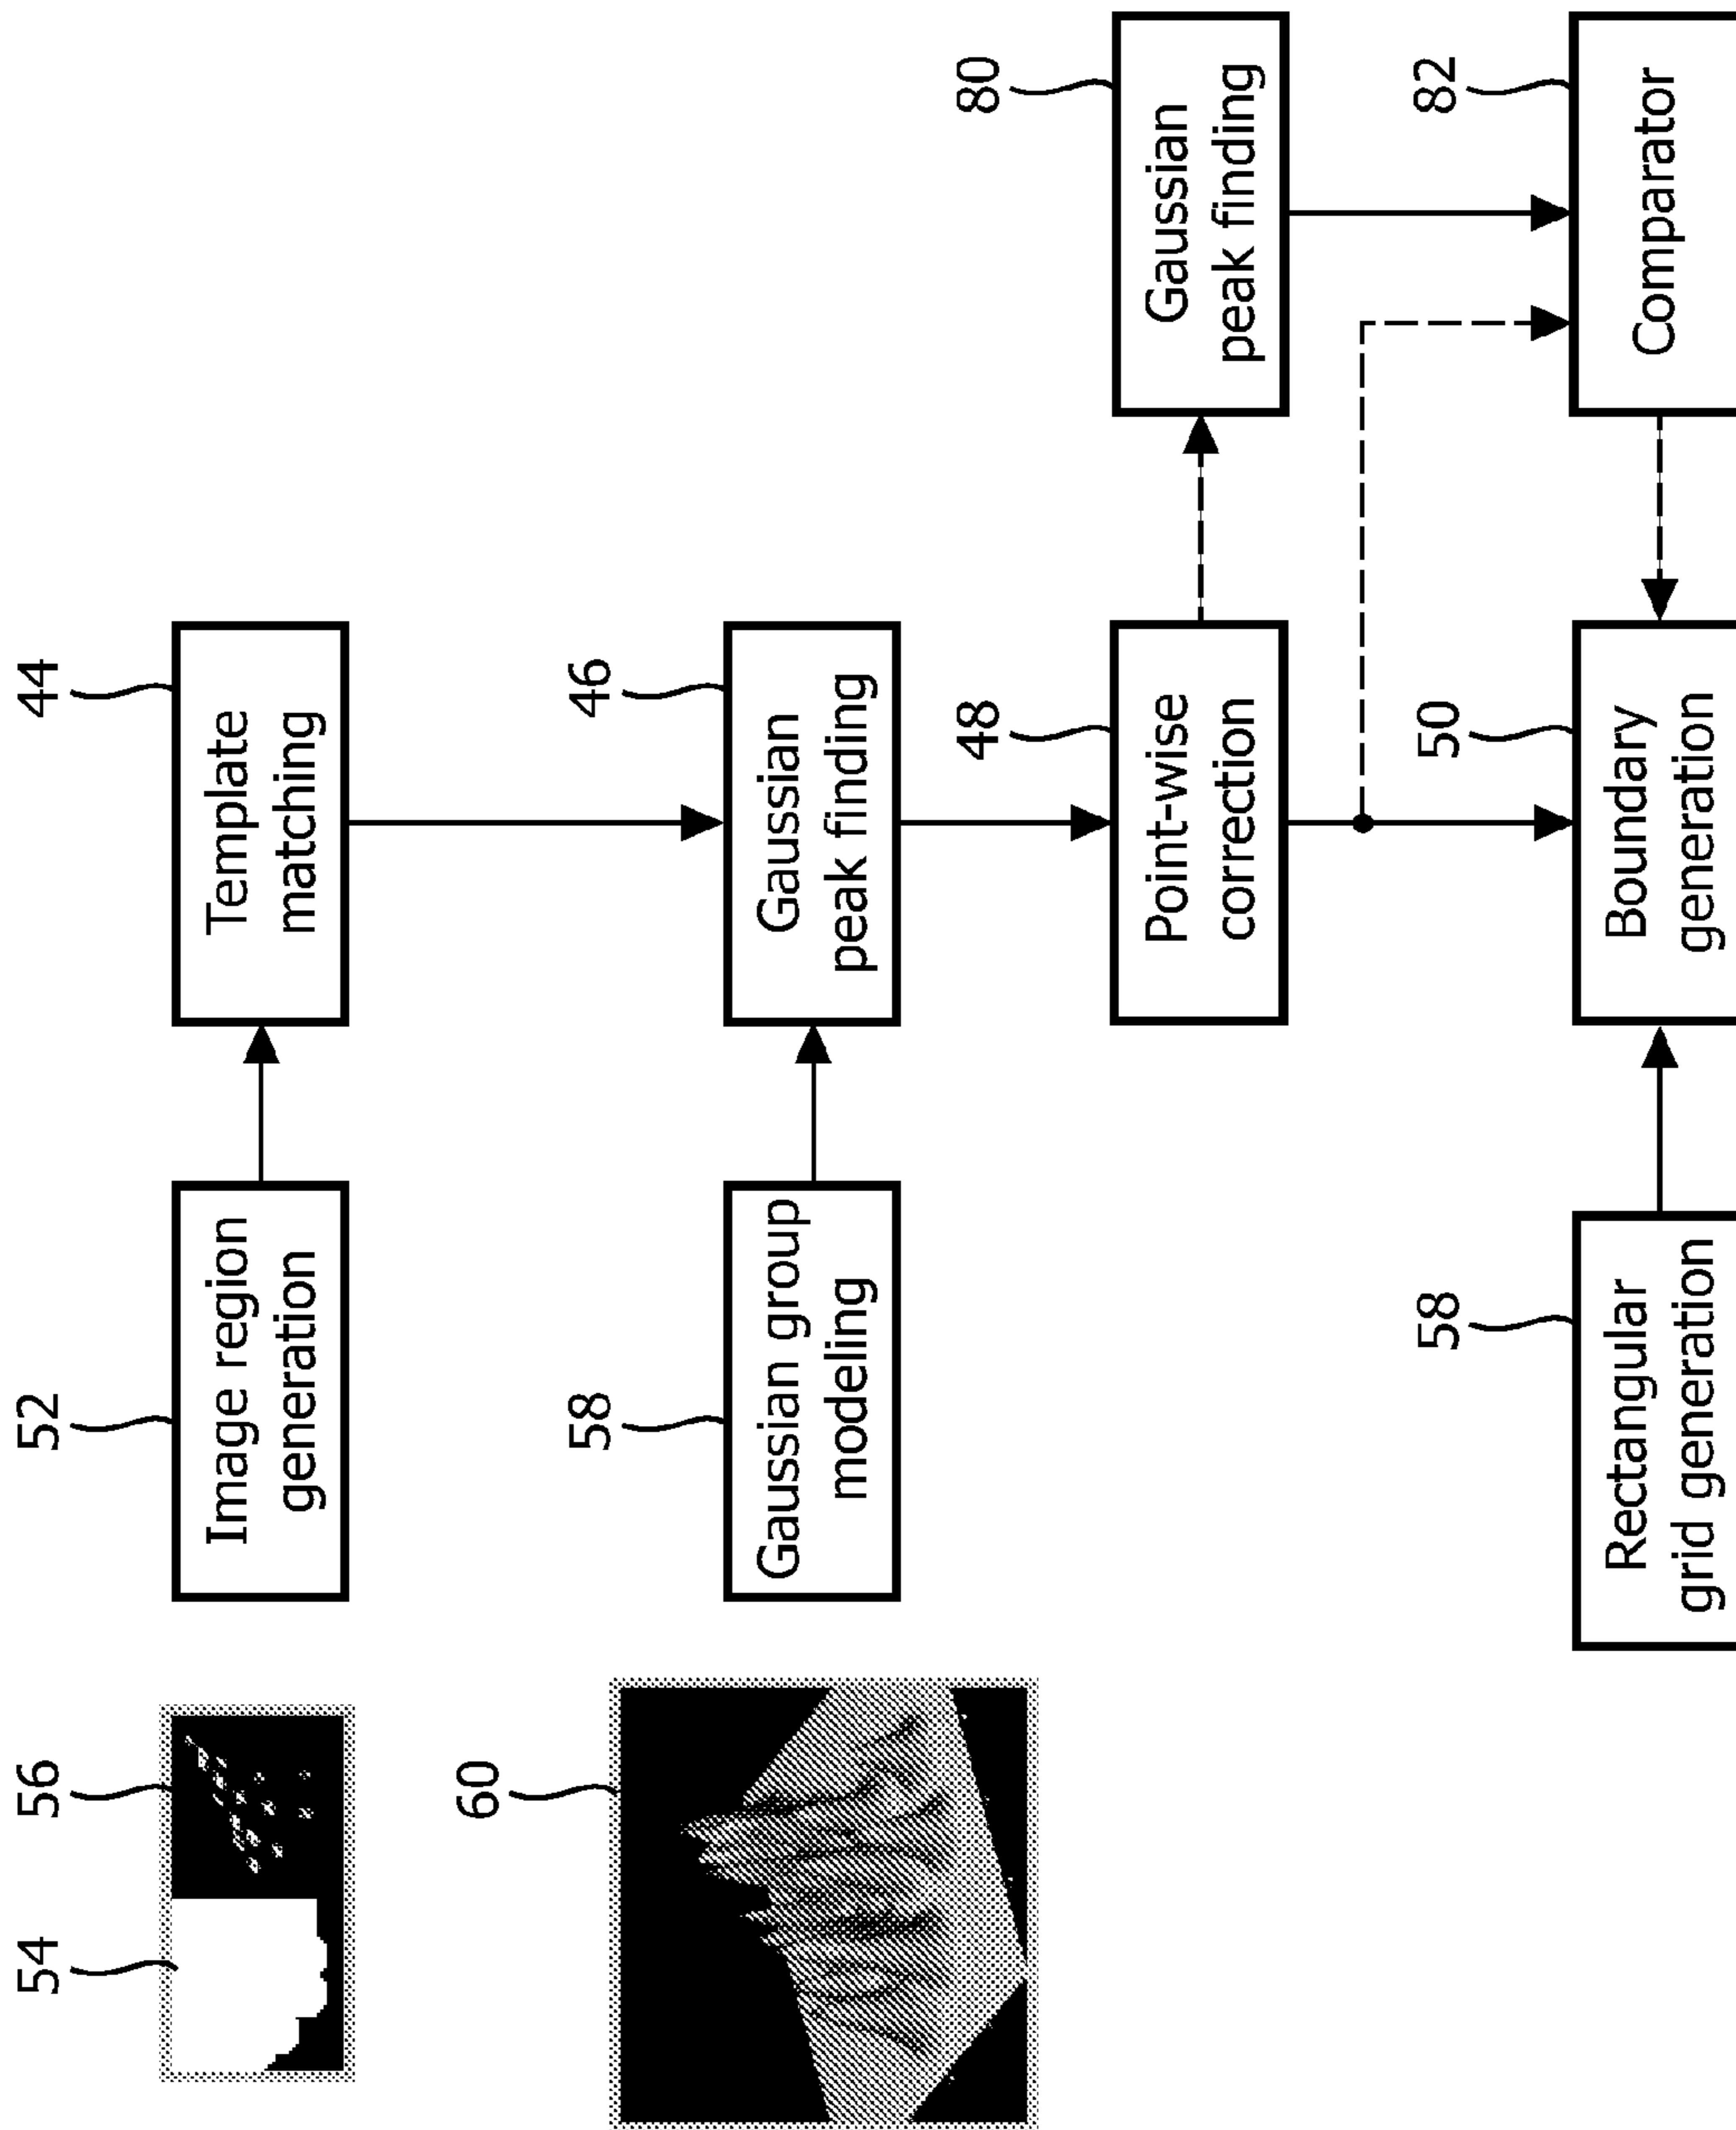 54
56
52
Image region
generation
44
Template
matching
60
58
Gaussian group
modeling
46
Gaussian
peak finding
48
Point-wise
correction
80
Gaussian
peak finding
58
Rectangular
grid generation
50
Boundary
generation
82
Comparator